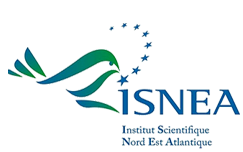 ISNEA
Institut Scientifique
Nord Est Atlantique